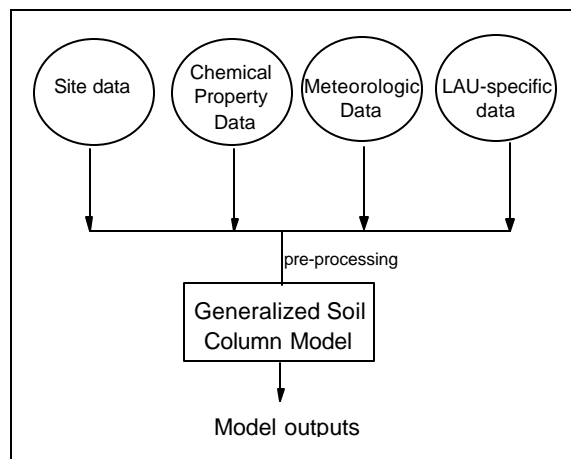 Site data
Chemical
Property
Data
Meteorologic
Data
LAU-specific
data
pre-processing
Generalized Soil
Column Model
Model outputs